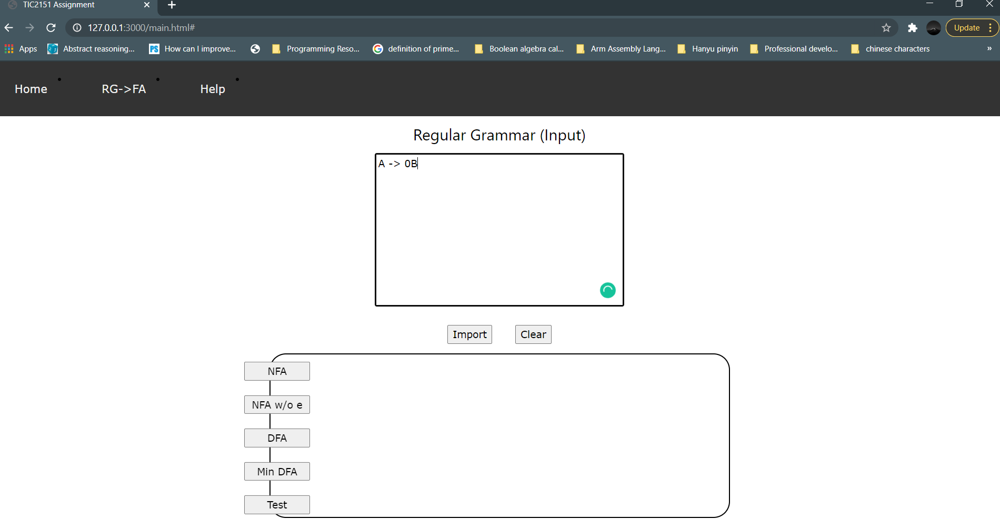 TIC2151 Assignment
127.0.0.1:3000/main.html#
Update
Apps
Abstract reasoning...
PS
How can I improve...
Programming Reso...
G
definition of prime...
Boolean algebra cal...
Arm Assembly Lang...
Hanyu pinyin
Professional develo...
chinese characters
»
Home
RG->FA
Help
Regular Grammar (Input)
A -> 0B
Import
Clear
NFA
NFA w/o e
DFA
Min DFA
Test